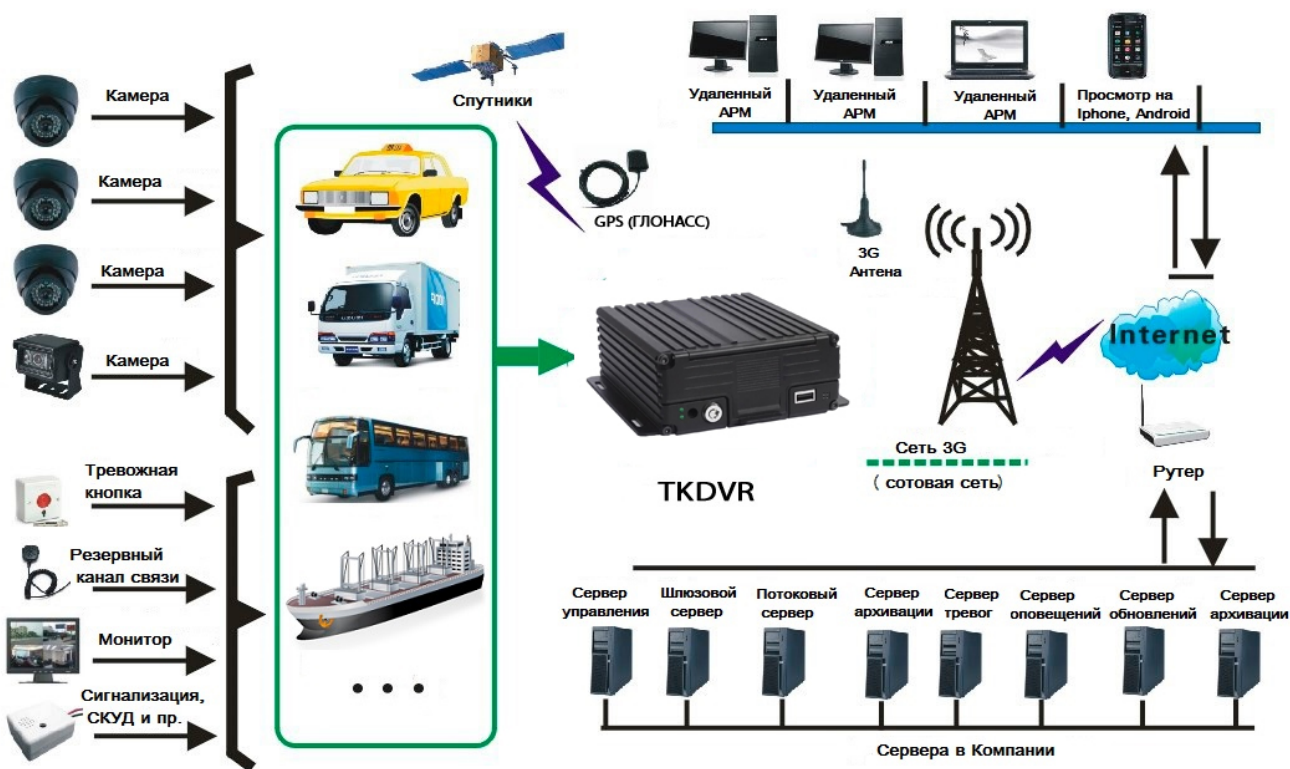 Камера
Камера
Камера
Камера
Тревожная
кнопка
Резервный
канал связи
Монитор
Сигнализация,
СКУД и пр.
Спутники
GPS (ГЛОНАСС)
3G
Антена
TKDVR
Сеть 3G
( сотовая сеть)
Удаленный
АРМ
Удаленный
АРМ
Удаленный
АРМ
Просмотр на
Iphone, Android
Internet
Рутер
Сервер
управления
Шлюзовой
сервер
Потоковый
сервер
Сервер
архивации
Сервер
тревог
Сервер
оповещений
Сервер
обновлений
Сервер
архивации
Сервера в Компании